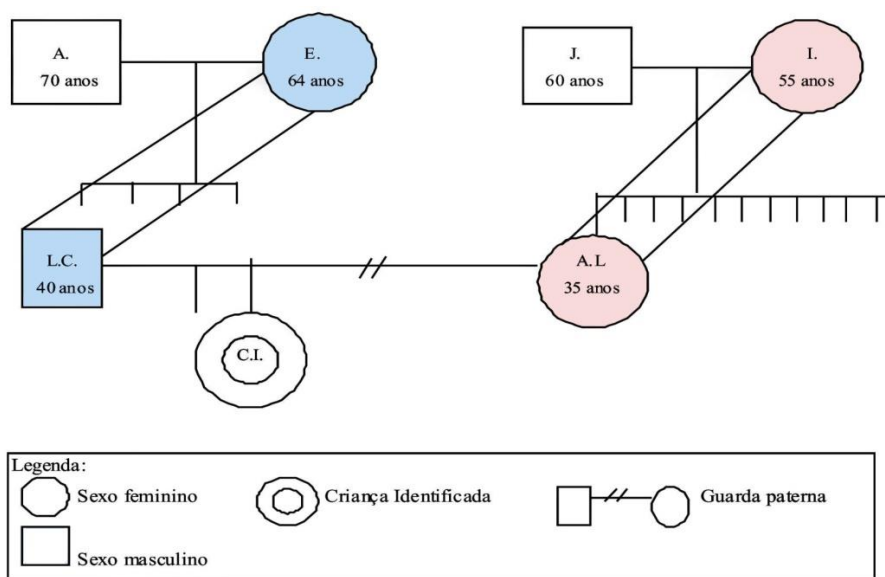 A.
70 anos
E.
64 anos
J.
60 anos
I.
55 anos
L.C.
40 anos
A. L
35 anos
C.I.
Legenda:
Sexo feminino
Criança Identificada
Guarda paterna
Sexo masculino